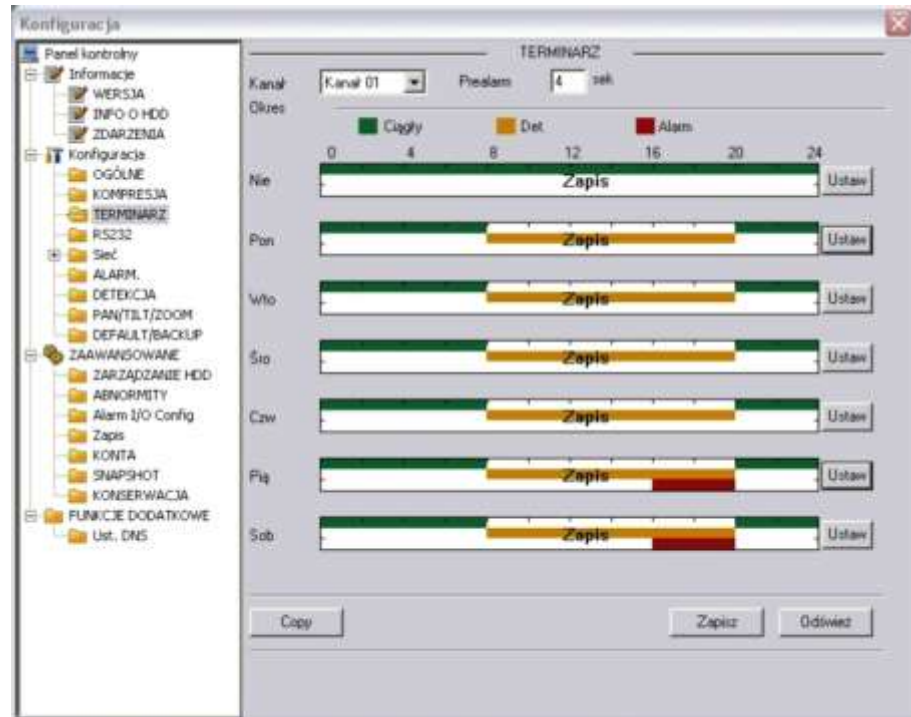 Konfiguracja
Panel kontrolny
Informacje
WERSJA
INFO O HDD
ZDARZENIA
Konfiguracja
OGÓLNE
KOMPRESJA
TERMINARZ
RS232
Sieć
ALARM.
DETEKCJA
PAN/TILT/ZOOM
DEFAULT/BACKUP
ZAAWANSOWANE
ZARZĄDZANIE HDD
ABNORMITY
Alarm I/O Config
Zapis
KONTA
SNAPSHOT
KONSERWACJA
FUNKCJE DODATKOWE
Ust. DNS
TERMINARZ
Kanał Kanał 01 Prealarm 4 sek
Okres
Ciągły Det Alarm
0 4 8 12 16 20 24
Nie Zapis Ustaw
Pon Zapis Ustaw
Wto Zapis Ustaw
Śro Zapis Ustaw
Czw Zapis Ustaw
Pią Zapis Ustaw
Sob Zapis Ustaw
Copy Zapisz Odśwież